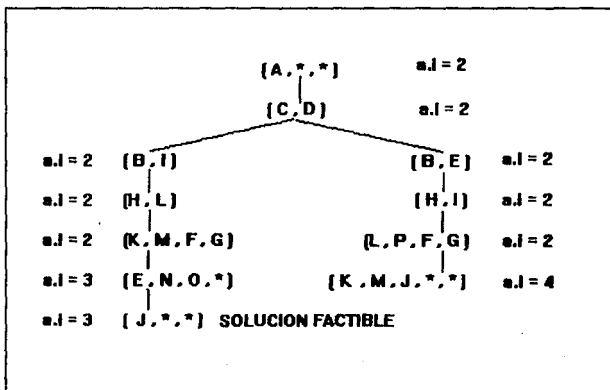 [A,*,*] a.i = 2
[C,D] a.i = 2
a.i = 2 [B,I] [B,E] a.i = 2
a.i = 2 [H,L] [H,I] a.i = 2
a.i = 2 [K,M,F,G] [L,P,F,G] a.i = 2
a.i = 3 [E,N,O,*] [K,M,J,*,*] a.i = 4
a.i = 3 [J,*,*] SOLUCION FACTIBLE